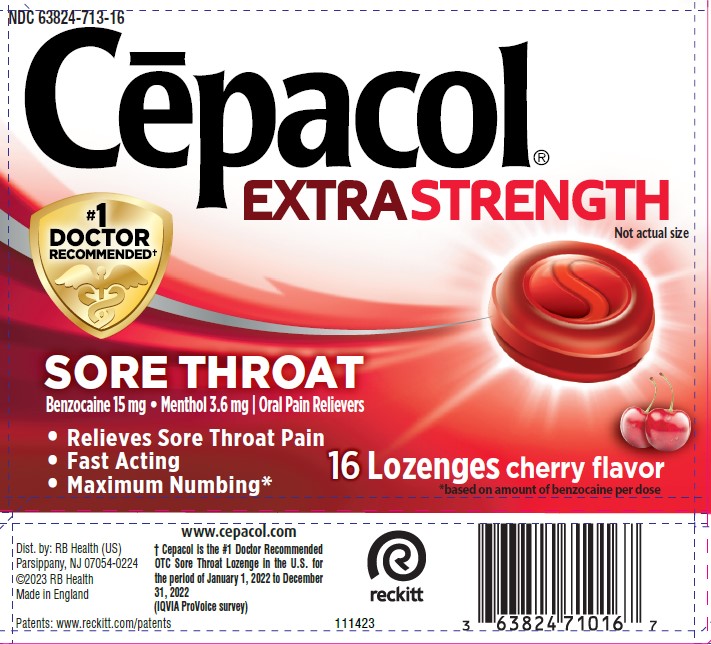 NDC 63824-713-16
Cēpacol®
EXTRA STRENGTH
Not actual size
#1
DOCTOR
RECOMMENDED†
SORE THROAT
Benzocaine 15 mg • Menthol 3.6 mg | Oral Pain Relievers
• Relieves Sore Throat Pain
• Fast Acting
• Maximum Numbing*
16 Lozenges cherry flavor
*based on amount of benzocaine per dose
Dist. by: RB Health (US)
Parsippany, NJ 07054-0224
©2023 RB Health
Made in England
Patents: www.reckitt.com/patents
www.cepacol.com
† Cepacol is the #1 Doctor Recommended
OTC Sore Throat Lozenge in the U.S. for
the period of January 1, 2022 to December
31, 2022
(IQVIA ProVoice survey)
reckitt
111423
3 63824 71016 7